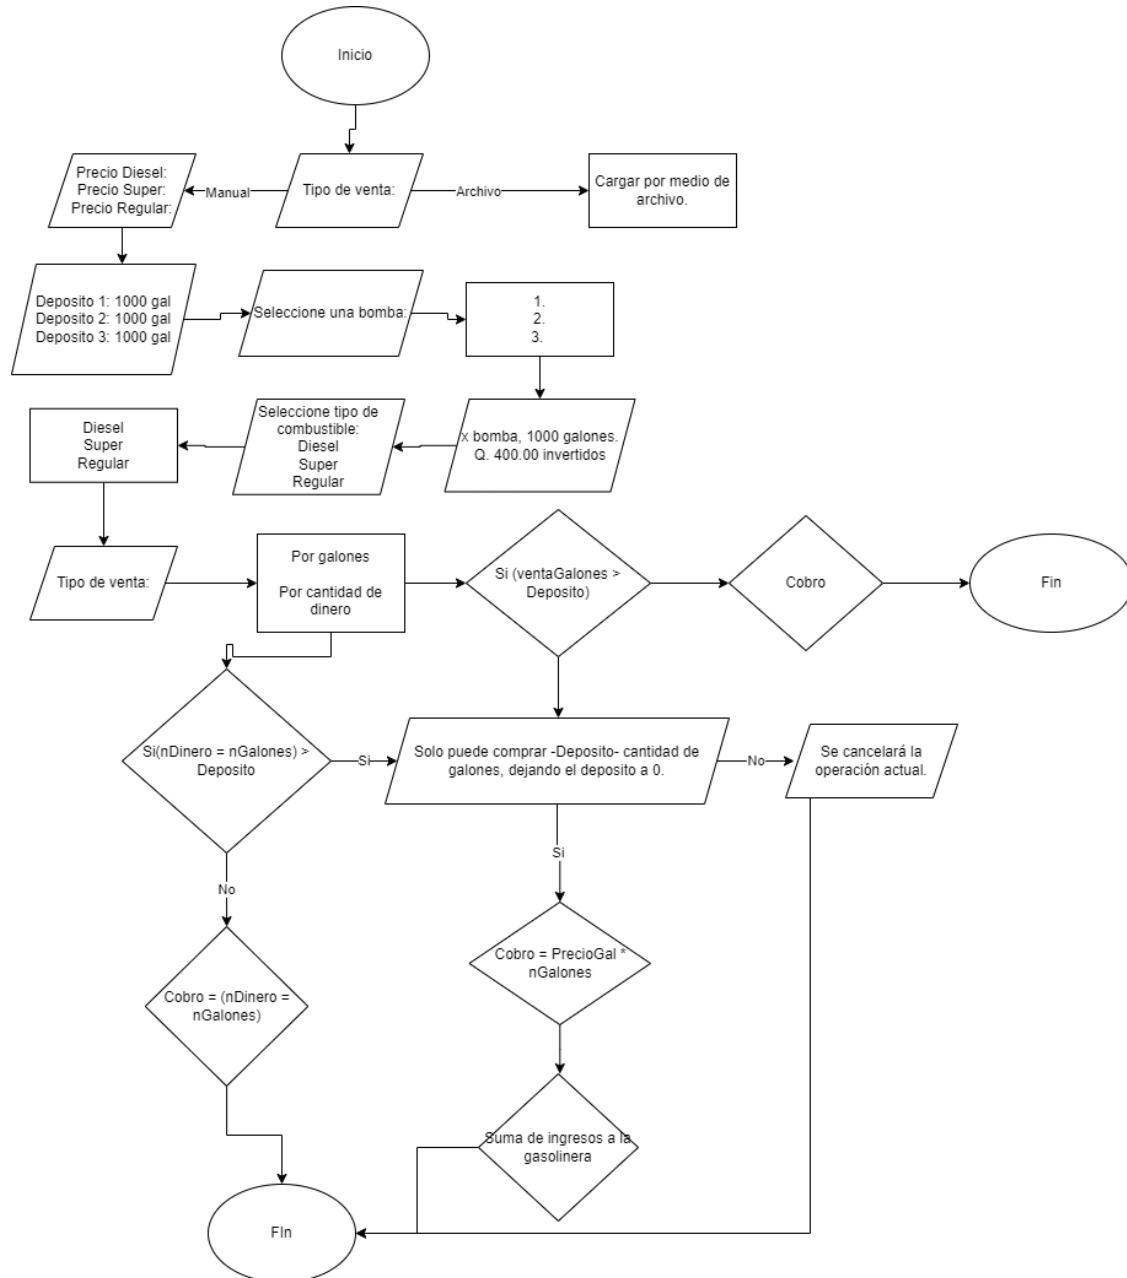 Inicio
Precio Diesel:
Precio Super:
Precio Regular:
Manual
Tipo de venta:
Archivo
Cargar por medio de
archivo.
Deposito 1: 1000 gal
Deposito 2: 1000 gal
Deposito 3: 1000 gal
Seleccione una bomba:
1.
2.
3.
x bomba, 1000 galones.
Q. 400.00 invertidos
Seleccione tipo de
combustible:
Diesel
Super
Regular
Diesel
Super
Regular
Tipo de venta:
Por galones
Por cantidad de
dinero
Si (ventaGalones >
Deposito)
Cobro
Fin
Si(nDinero = nGalones) >
Deposito
Si
Solo puede comprar -Deposito- cantidad de
galones, dejando el deposito a 0.
No
Se cancelará la
operación actual.
Si
No
Cobro = PrecioGal *
nGalones
Cobro = (nDinero =
nGalones)
Suma de ingresos a la
gasolinera
FIn